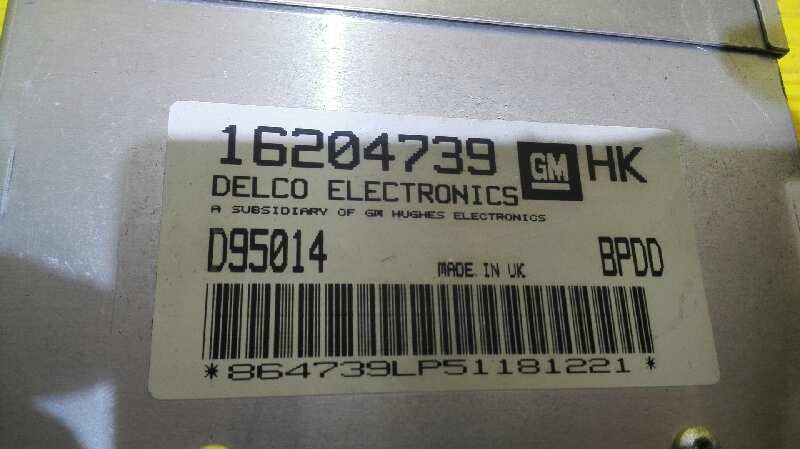 16204739 GM HK
DELCO ELECTRONICS
A SUBSIDIARY OF GM HUGHES ELECTRONICS
D95014 MADE IN UK BPDD
*864739LP51181221*